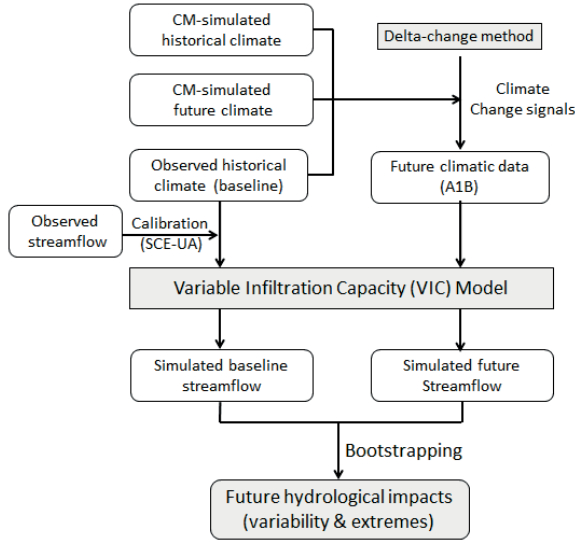 CM-simulated
historical climate
Delta-change method
CM-simulated
future climate
Climate
Change signals
Observed historical
climate (baseline)
Future climatic data
(A1B)
Observed
streamflow
Calibration
(SCE-UA)
Variable Infiltration Capacity (VIC) Model
Simulated baseline
streamflow
Simulated future
Streamflow
Bootstrapping
Future hydrological impacts
(variability & extremes)